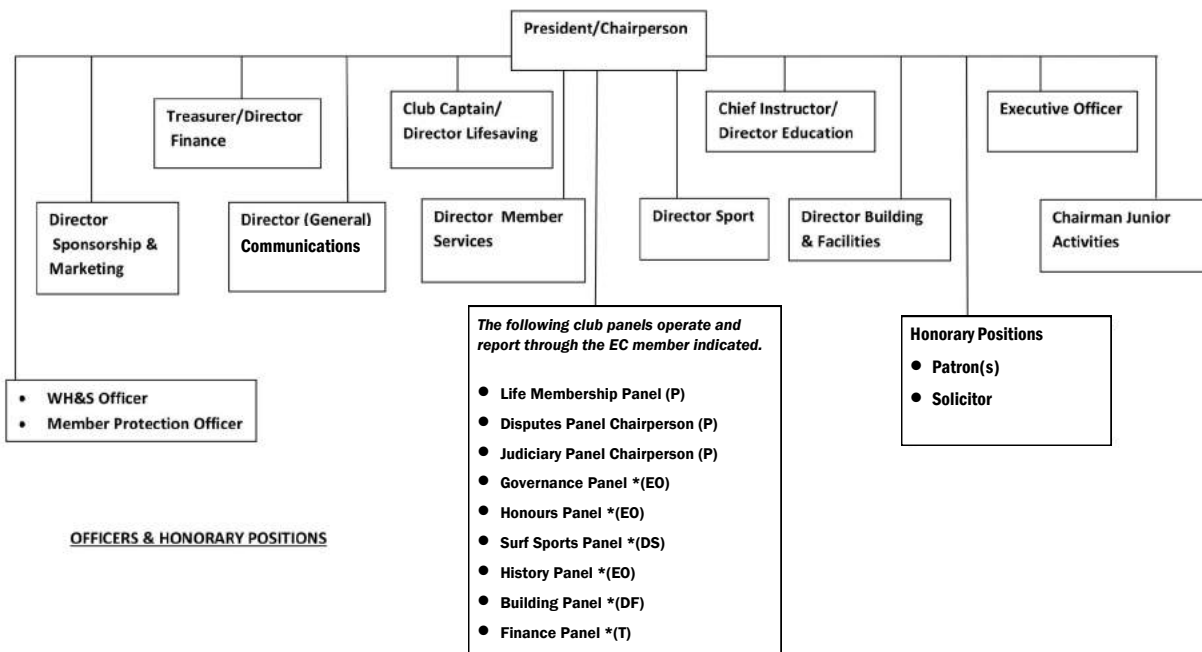 President/Chairperson
Treasurer/Director
Finance
Club Captain/
Director Lifesaving
Chief Instructor/
Director Education
Executive Officer
Director
Sponsorship &
Marketing
Director (General)
Communications
Director Member
Services
Director Sport
Director Building
& Facilities
Chairman Junior
Activities
The following club panels operate and
report through the EC member indicated.
● Life Membership Panel (P)
● Disputes Panel Chairperson (P)
● Judiciary Panel Chairperson (P)
● Governance Panel *(EO)
● Honours Panel *(EO)
● Surf Sports Panel *(DS)
● History Panel *(EO)
● Building Panel *(DF)
● Finance Panel *(T)
Honorary Positions
● Patron(s)
● Solicitor
• WH&S Officer
• Member Protection Officer
OFFICERS & HONORARY POSITIONS